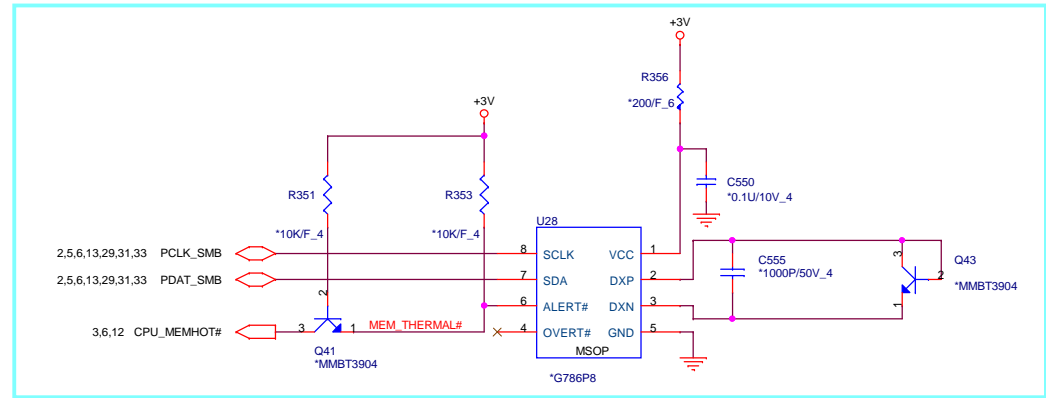 +3V
R356
*200/F_6
+3V
C550
*0.1U/10V_4
R351
R353
*10K/F_4
*10K/F_4
U28
2,5,6,13,29,31,33 PCLK_SMB
8 SCLK VCC 1
2,5,6,13,29,31,33 PDAT_SMB
7 SDA DXP 2
C555
*1000P/50V_4
3
2
Q43
*MMBT3904
1
2
6 ALERT# DXN 3
3,6,12 CPU_MEMHOT#
3
1
MEM_THERMAL#
4 OVERT# GND 5
MSOP
Q41
*MMBT3904
*G786P8